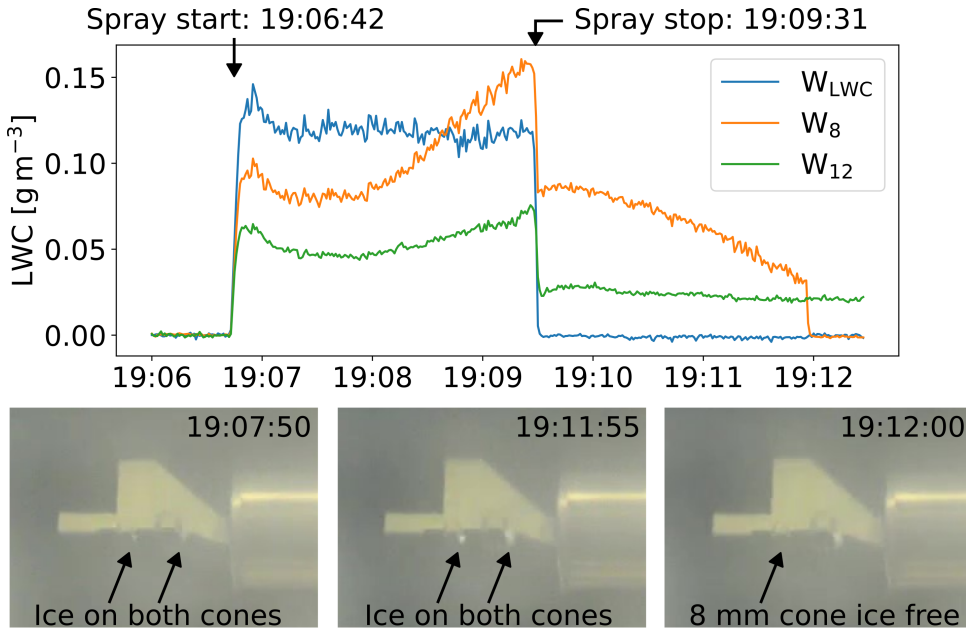 Spray start: 19:06:42
Spray stop: 19:09:31
LWC [g m⁻³]
0.15
0.10
0.05
0.00
W_LWC
W_8
W_12
19:06 19:07 19:08 19:09 19:10 19:11 19:12
19:07:50
Ice on both cones
19:11:55
Ice on both cones
19:12:00
8 mm cone ice free